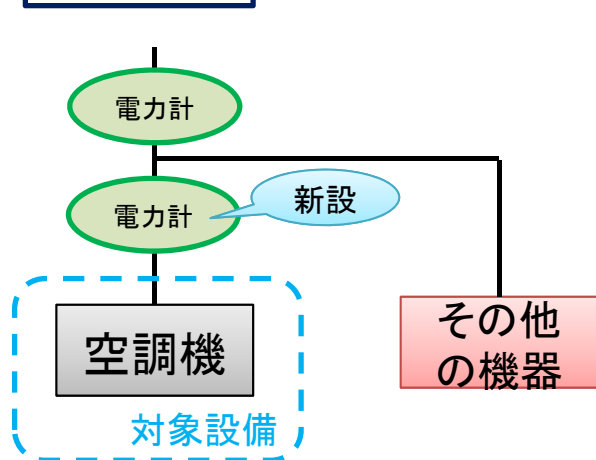 電力計
電力計
新設
空調機
その他
の機器
対象設備